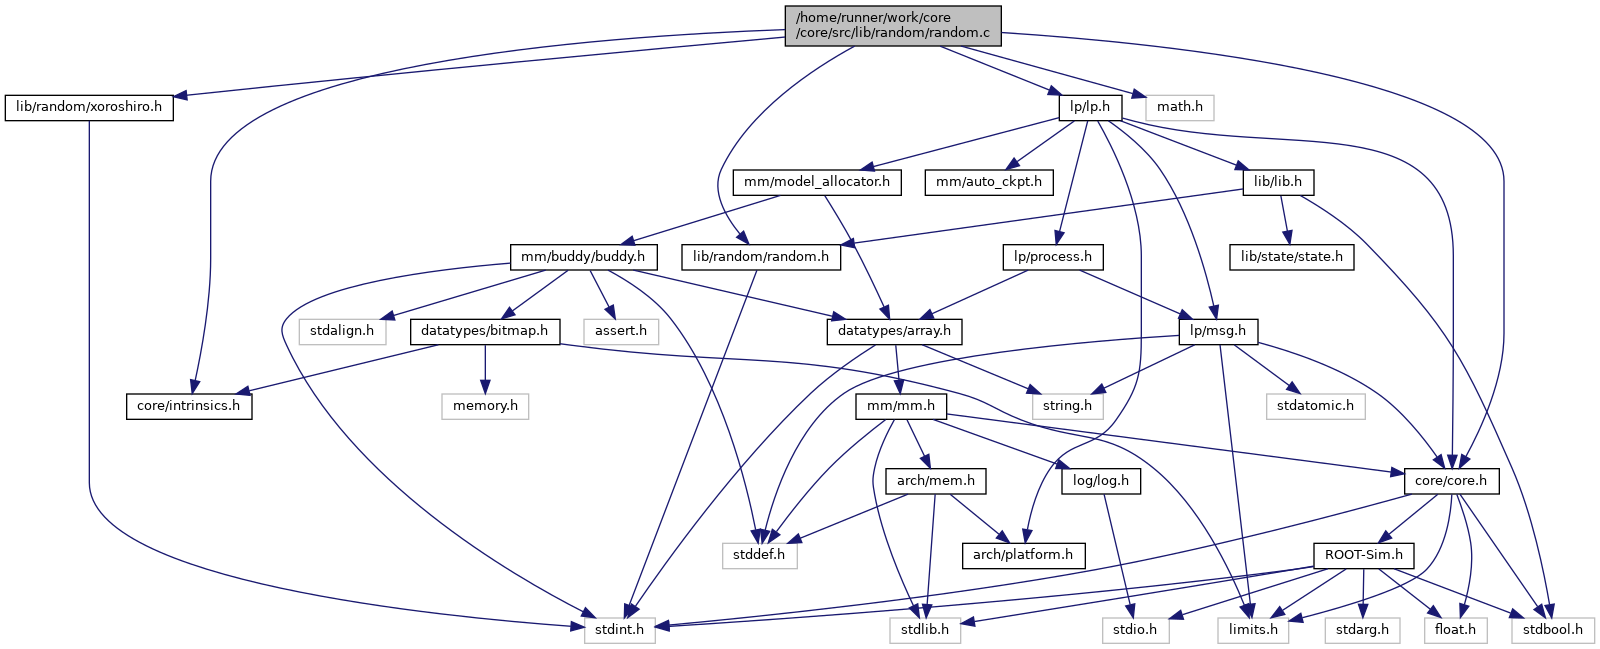 /home/runner/work/core
/core/src/lib/random/random.c
lib/random/xoroshiro.h
lp/lp.h
math.h
mm/model_allocator.h
mm/auto_ckpt.h
lib/lib.h
mm/buddy/buddy.h
lib/random/random.h
lp/process.h
lib/state/state.h
stdalign.h
datatypes/bitmap.h
assert.h
datatypes/array.h
lp/msg.h
core/intrinsics.h
memory.h
mm/mm.h
string.h
stdatomic.h
arch/mem.h
log/log.h
core/core.h
stddef.h
arch/platform.h
ROOT-Sim.h
stdint.h
stdlib.h
stdio.h
limits.h
stdarg.h
float.h
stdbool.h